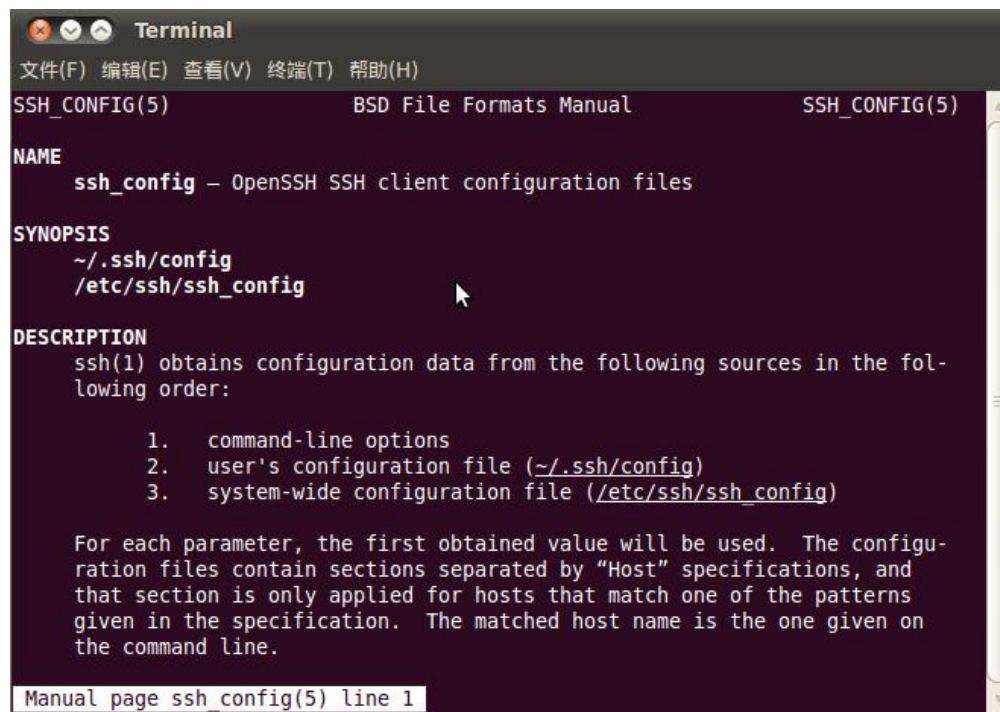 Terminal
文件(F) 编辑(E) 查看(V) 终端(T) 帮助(H)
SSH_CONFIG(5) BSD File Formats Manual SSH_CONFIG(5)
NAME
ssh_config — OpenSSH SSH client configuration files
SYNOPSIS
~/.ssh/config
/etc/ssh/ssh_config
DESCRIPTION
ssh(1) obtains configuration data from the following sources in the fol-
lowing order:
1. command-line options
2. user's configuration file (~/.ssh/config)
3. system-wide configuration file (/etc/ssh/ssh_config)
For each parameter, the first obtained value will be used. The configu-
ration files contain sections separated by “Host” specifications, and
that section is only applied for hosts that match one of the patterns
given in the specification. The matched host name is the one given on
the command line.
Manual page ssh_config(5) line 1